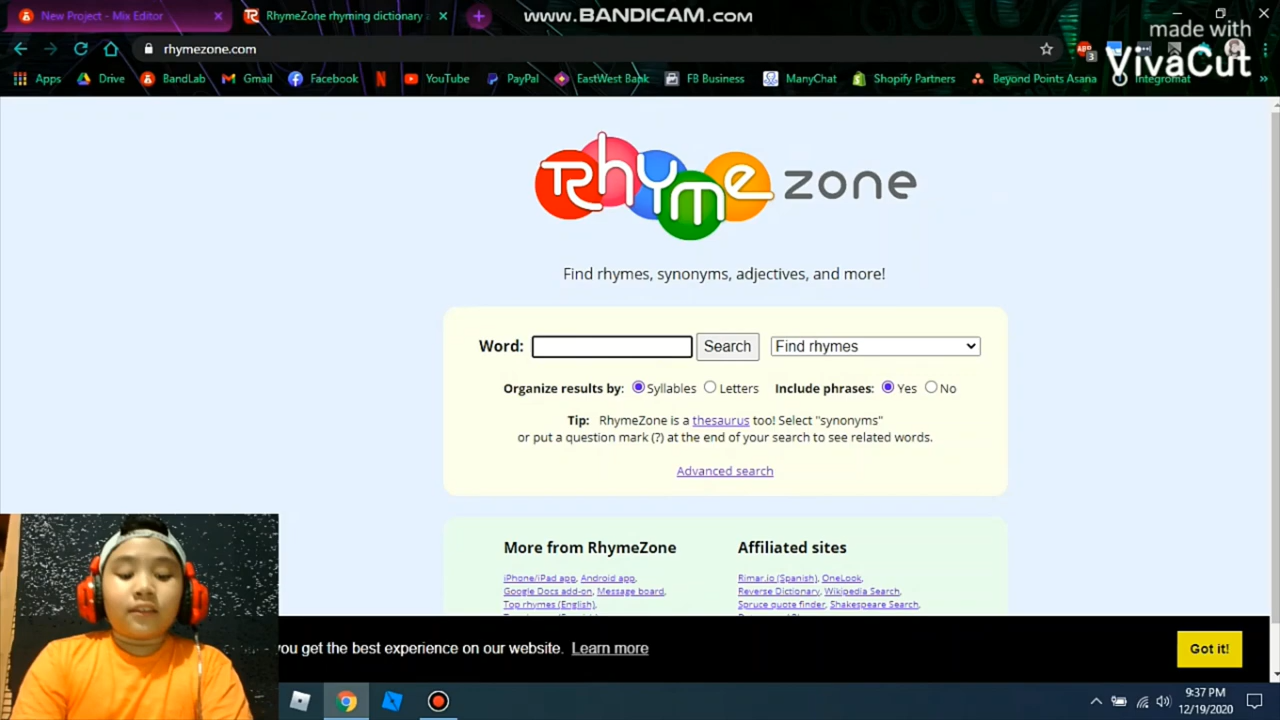 New Project - Mix Editor
RhymeZone rhyming dictionary
www.BANDICAM.com
made with
VivaCut
rhymezone.com
3
Apps
Drive
BandLab
Gmail
Facebook
YouTube
PayPal
EastWest Bank
FB Business
ManyChat
Shopify Partners
Beyond Points Asana
Integromat
Rhyme zone
Find rhymes, synonyms, adjectives, and more!
Word:
Search
Find rhymes
Organize results by: Syllables Letters Include phrases: Yes No
Tip: RhymeZone is a thesaurus too! Select "synonyms"
or put a question mark (?) at the end of your search to see related words.
Advanced search
More from RhymeZone
iPhone/iPad app, Android app,
Google Docs add-on, Message board,
Top rhymes (English),
Affiliated sites
Rimar.io (Spanish), OneLook,
Reverse Dictionary, Wikipedia Search,
Spruce quote finder, Shakespeare Search,
you get the best experience on our website. Learn more
Got it!
9:37 PM
12/19/2020